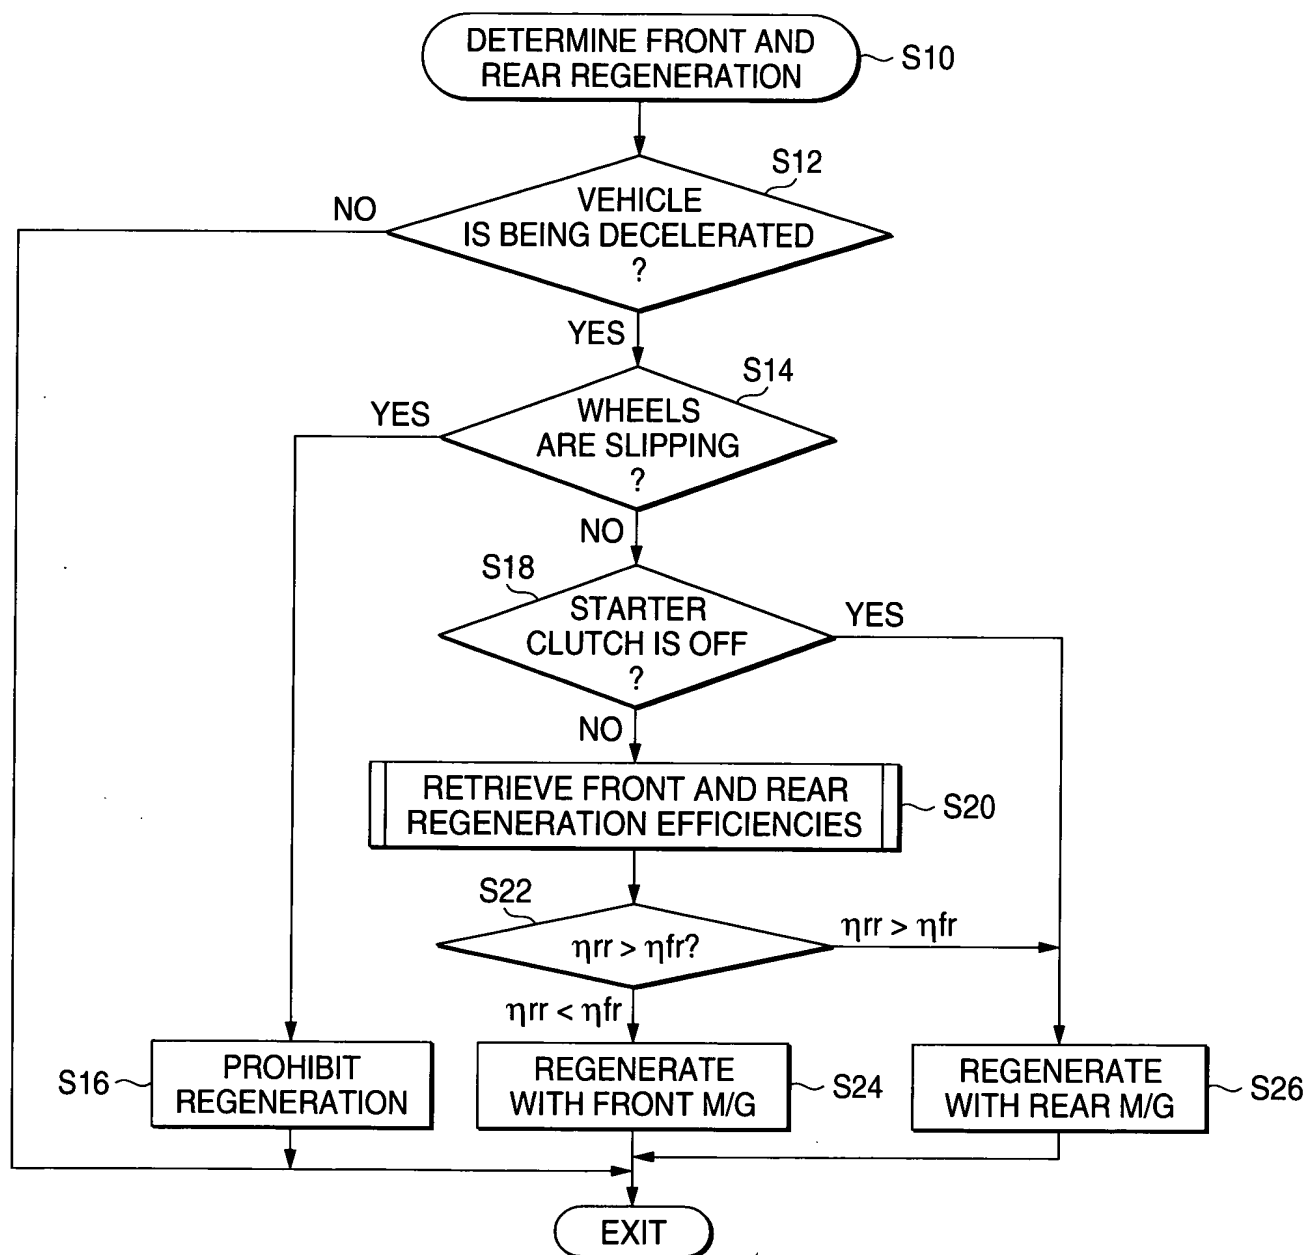 DETERMINE FRONT AND
REAR REGENERATION
S10
S12
VEHICLE
IS BEING DECELERATED
?
NO
YES
S14
WHEELS
ARE SLIPPING
?
YES
NO
S18
STARTER
CLUTCH IS OFF
?
YES
NO
RETRIEVE FRONT AND REAR
REGENERATION EFFICIENCIES
S20
S22
ηrr > ηfr?
ηrr > ηfr
ηrr < ηfr
S16
PROHIBIT
REGENERATION
REGENERATE
WITH FRONT M/G
S24
REGENERATE
WITH REAR M/G
S26
EXIT